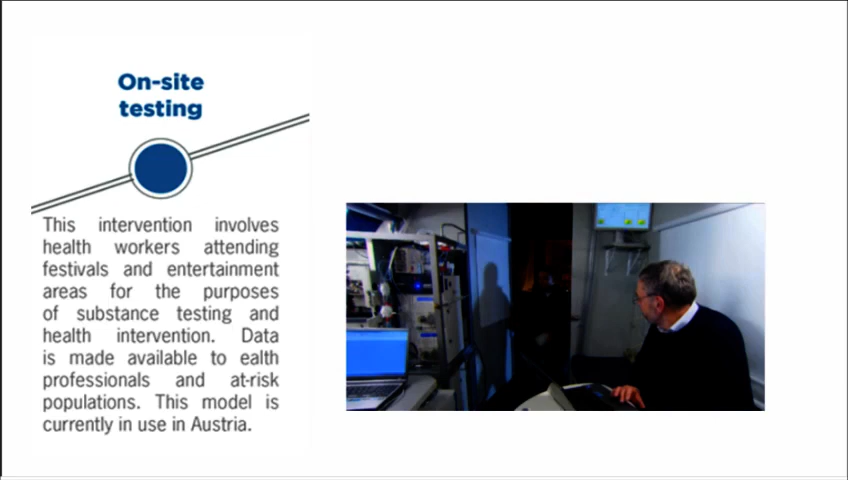 On-site
testing
This intervention involves
health workers attending
festivals and entertainment
areas for the purposes
of substance testing and
health intervention. Data
is made available to ealth
professionals and at-risk
populations. This model is
currently in use in Austria.